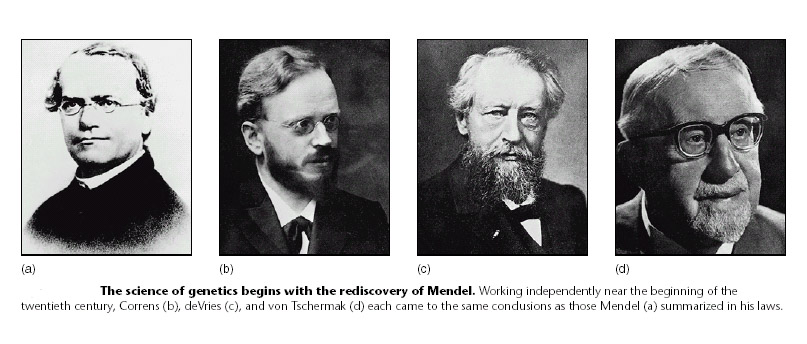 (a)
(b)
(c)
(d)
The science of genetics begins with the rediscovery of Mendel. Working independently near the beginning of the
twentieth century, Correns (b), deVries (c), and von Tschermak (d) each came to the same conclusions as those Mendel (a) summarized in his laws.